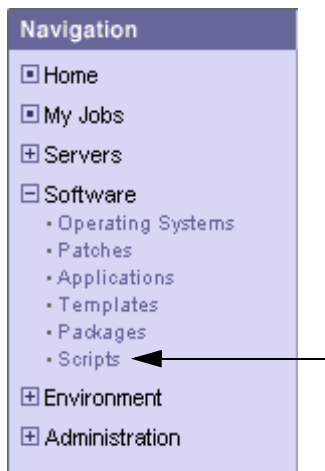 Navigation
Home
My Jobs
Servers
Software
Operating Systems
Patches
Applications
Templates
Packages
Scripts
Environment
Administration